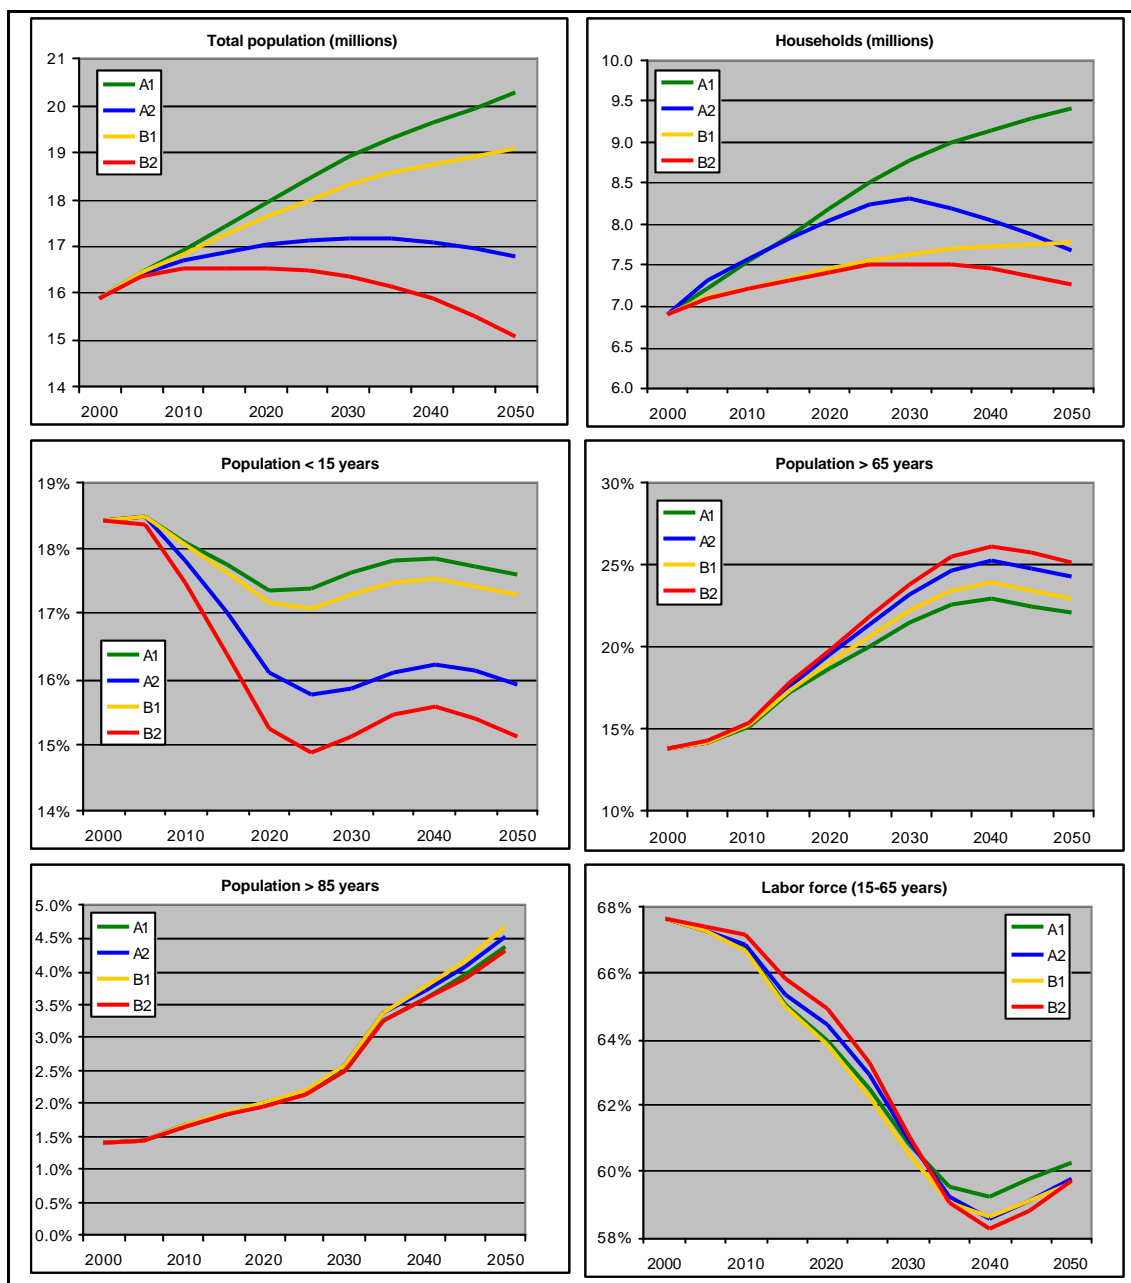 Total population (millions)
21
20
19
18
17
16
15
14
A1
A2
B1
B2
2000 2010 2020 2030 2040 2050
Households (millions)
10.0
9.5
9.0
8.5
8.0
7.5
7.0
6.5
6.0
A1
A2
B1
B2
2000 2010 2020 2030 2040 2050
Population < 15 years
19%
18%
17%
16%
15%
14%
A1
A2
B1
B2
2000 2010 2020 2030 2040 2050
Population > 65 years
30%
25%
20%
15%
10%
A1
A2
B1
B2
2000 2010 2020 2030 2040 2050
Population > 85 years
5.0%
4.5%
4.0%
3.5%
3.0%
2.5%
2.0%
1.5%
1.0%
0.5%
0.0%
A1
A2
B1
B2
2000 2010 2020 2030 2040 2050
Labor force (15-65 years)
68%
66%
64%
62%
60%
58%
A1
A2
B1
B2
2000 2010 2020 2030 2040 2050